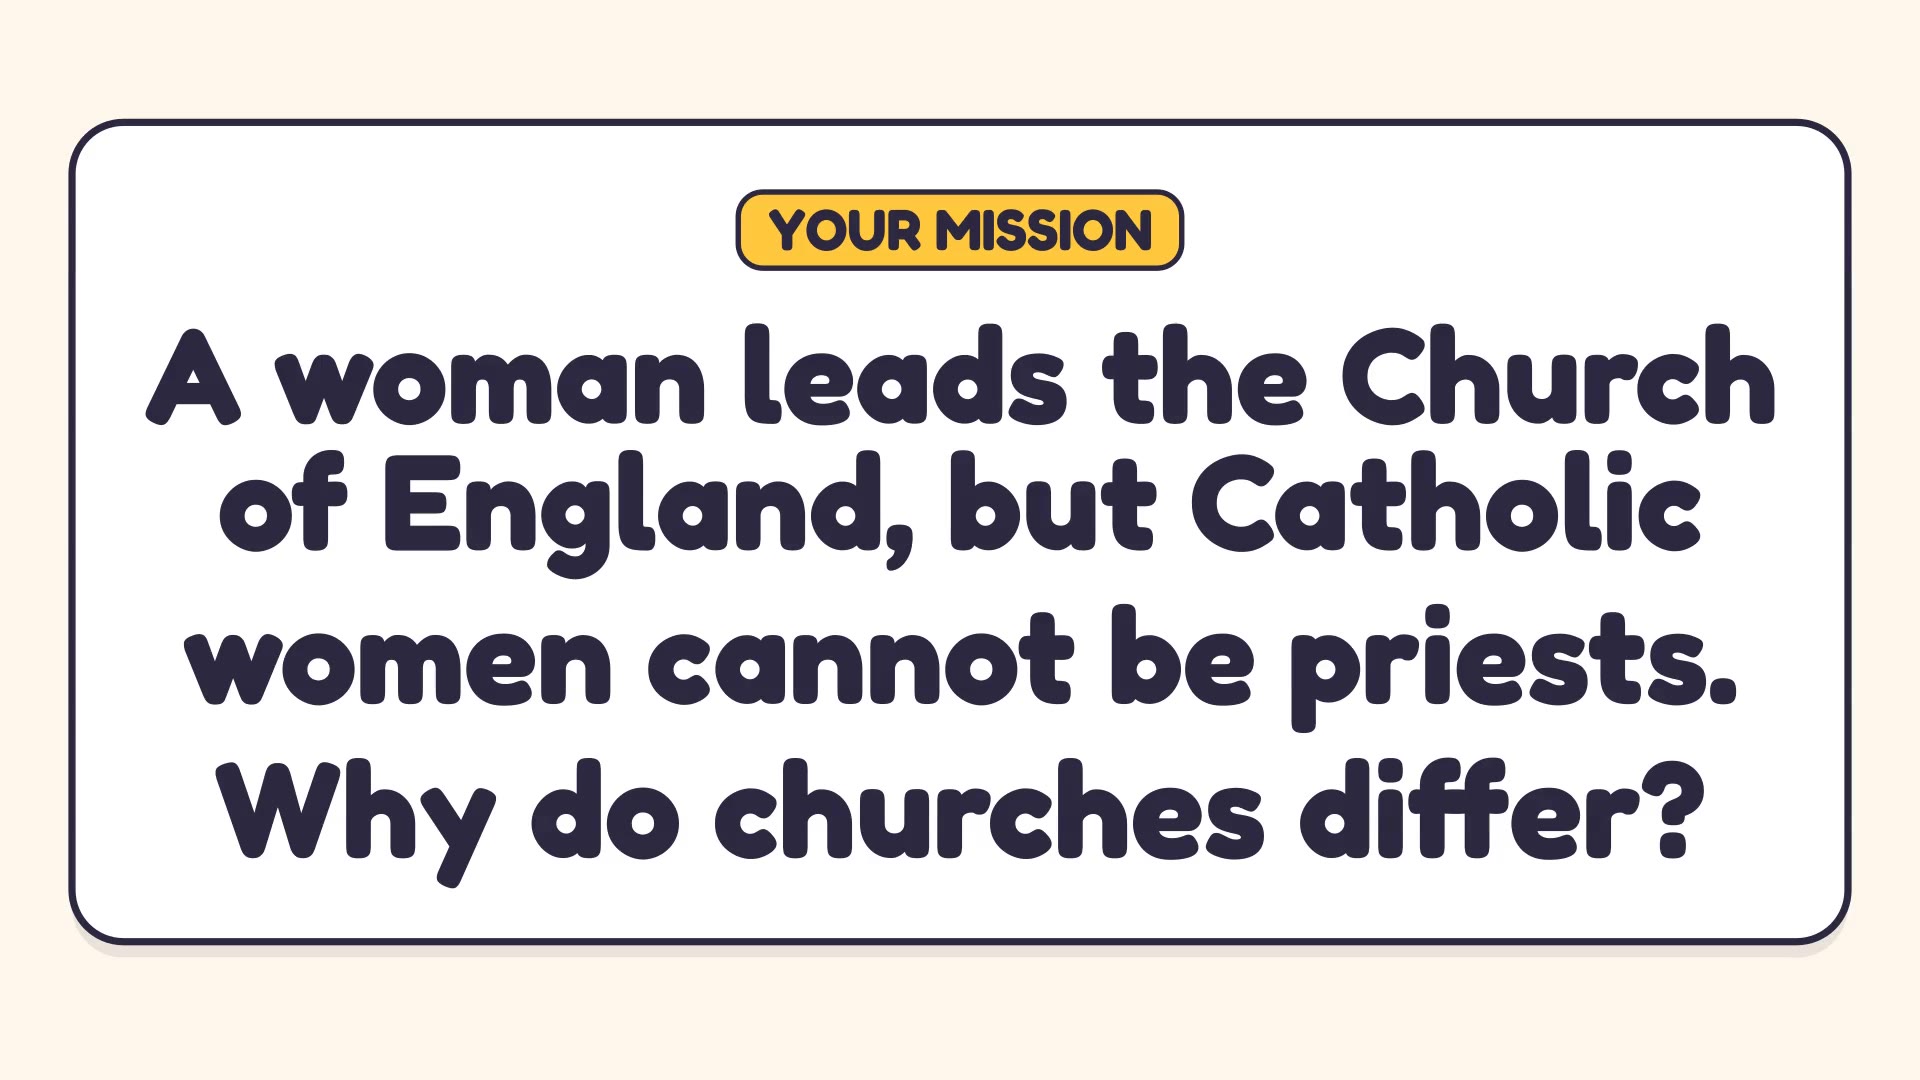 YOUR MISSION
A woman leads the Church
of England, but Catholic
women cannot be priests.
Why do churches differ?